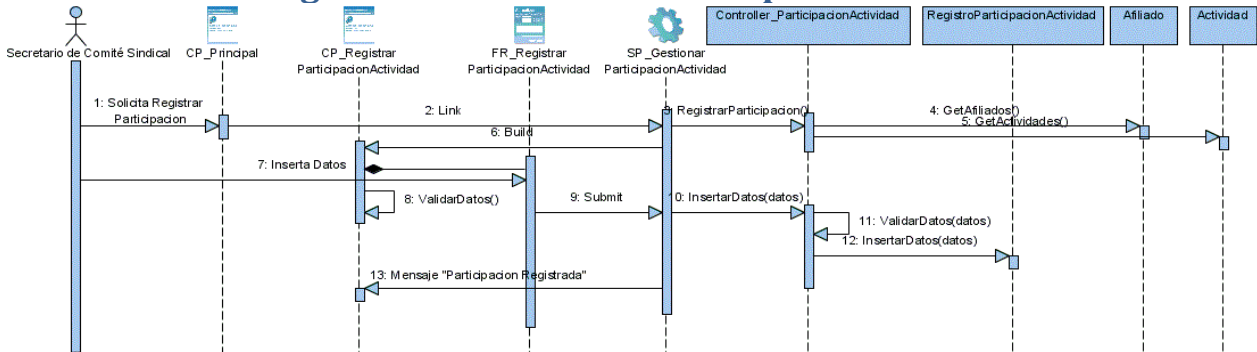 Controller_ParticipacionActividad
RegistroParticipacionActividad
Afiliado
Actividad
Secretario de Comité Sindical
CP_Principal
CP_Registrar
ParticipacionActividad
FR_Registrar
ParticipacionActividad
SP_Gestionar
ParticipacionActividad
1: Solicita Registrar
Participacion
2: Link
3: RegistrarParticipacion()
4: GetAfiliados()
5: GetActividades()
6: Build
7: Inserta Datos
8: ValidarDatos()
9: Submit
10: InsertarDatos(datos)
11: ValidarDatos(datos)
12: InsertarDatos(datos)
13: Mensaje "Participacion Registrada"